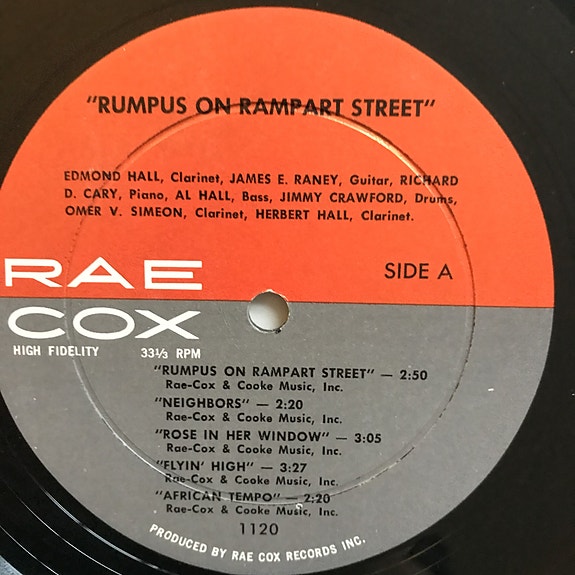 "RUMPUS ON RAMPART STREET"
EDMOND HALL, Clarinet, JAMES E. RANEY, Guitar, RICHARD
D. CARY, Piano, AL HALL, Bass, JIMMY CRAWFORD, Drums,
OMER V. SIMEON, Clarinet, HERBERT HALL, Clarinet.
RAE
SIDE A
COX
HIGH FIDELITY 33⅓ RPM
"RUMPUS ON RAMPART STREET" — 2:50
Rae-Cox & Cooke Music, Inc.
"NEIGHBORS" — 2:20
Rae-Cox & Cooke Music, Inc.
"ROSE IN HER WINDOW" — 3:05
Rae-Cox & Cooke Music, Inc.
"FLYIN' HIGH" — 3:27
Rae-Cox & Cooke Music, Inc.
"AFRICAN TEMPO" — 2:20
Rae-Cox & Cooke Music, Inc.
1120
PRODUCED BY RAE COX RECORDS INC.